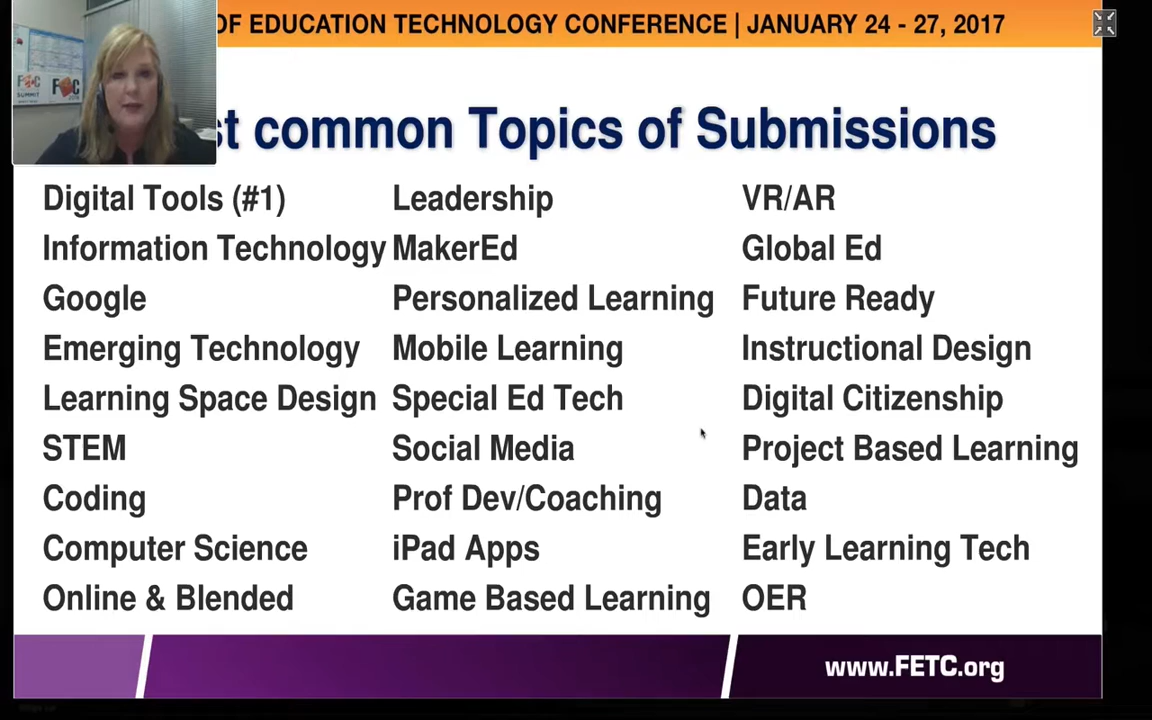 OF EDUCATION TECHNOLOGY CONFERENCE | JANUARY 24 - 27, 2017
st common Topics of Submissions
Digital Tools (#1)
Information Technology
Google
Emerging Technology
Learning Space Design
STEM
Coding
Computer Science
Online & Blended
Leadership
MakerEd
Personalized Learning
Mobile Learning
Special Ed Tech
Social Media
Prof Dev/Coaching
iPad Apps
Game Based Learning
VR/AR
Global Ed
Future Ready
Instructional Design
Digital Citizenship
Project Based Learning
Data
Early Learning Tech
OER
www.FETC.org